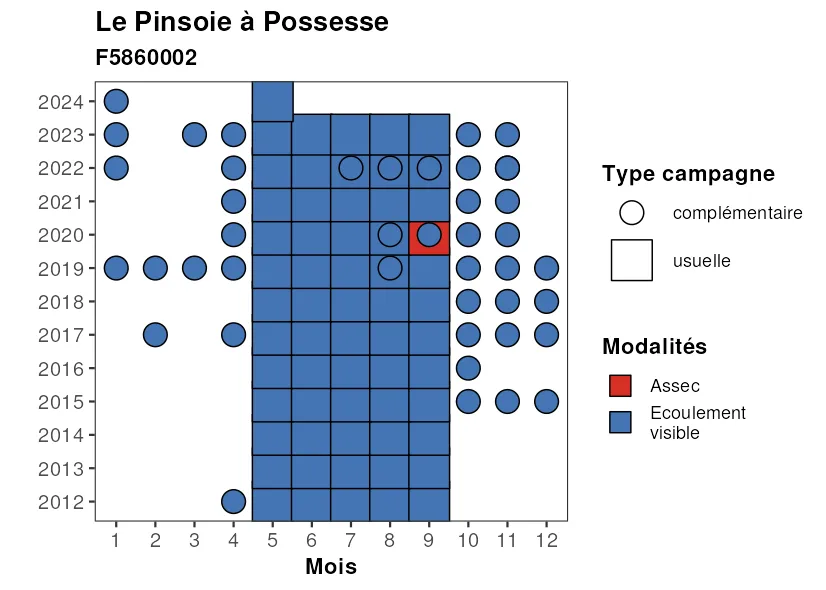 Le Pinsoie à Possesse
F5860002
2024
2023
2022
2021
2020
2019
2018
2017
2016
2015
2014
2013
2012
1 2 3 4 5 6 7 8 9 10 11 12
Mois
Type campagne
complémentaire
usuelle
Modalités
Assec
Ecoulement
visible